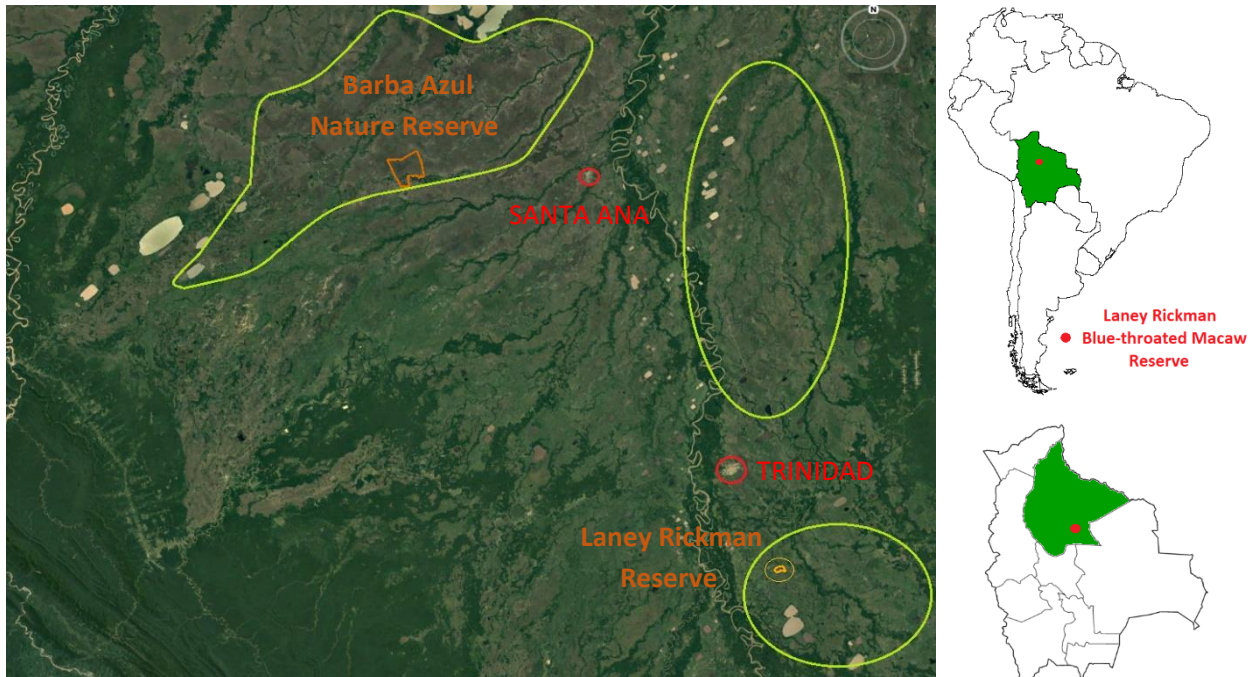 N
Barba Azul
Nature Reserve
SANTA ANA
TRINIDAD
Laney Rickman
Reserve
Laney Rickman
Blue-throated Macaw
Reserve